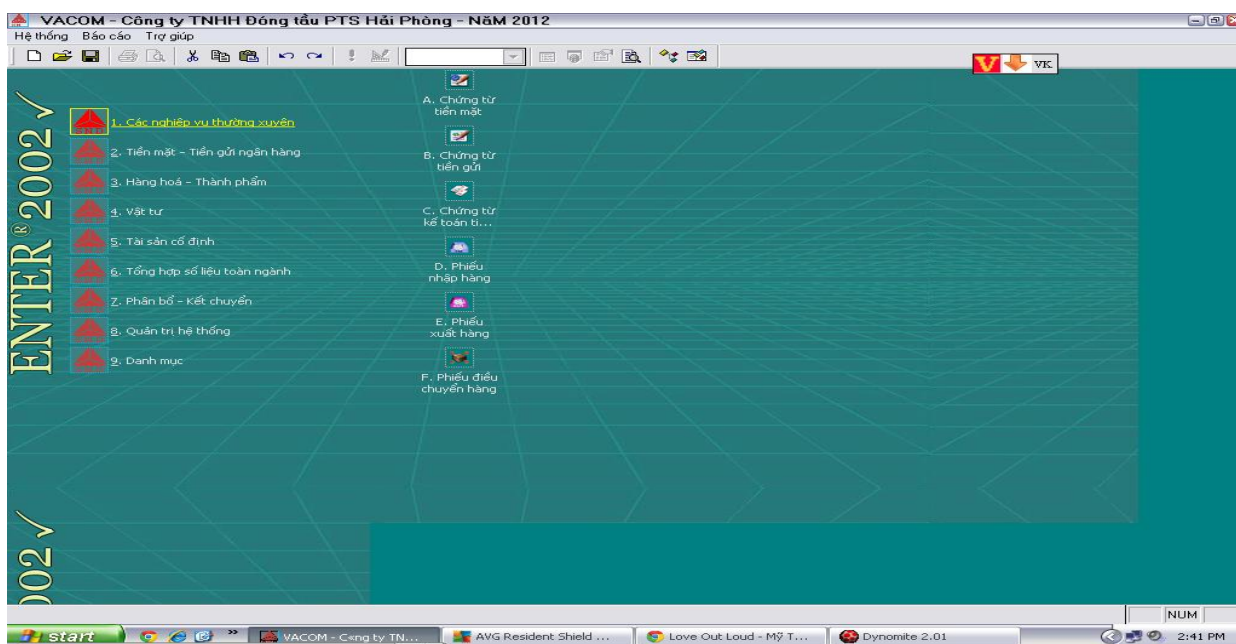 VACOM - Công ty TNHH Đóng tầu PTS Hải Phòng - NăM 2012
Hệ thống Báo cáo Trợ giúp
V VK
ENTER®2002 √
1. Các nghiệp vụ thường xuyên
2. Tiền mặt - Tiền gửi ngân hàng
3. Hàng hoá - Thành phẩm
4. Vật tư
5. Tài sản cố định
6. Tổng hợp số liệu toàn ngành
7. Phân bổ - Kết chuyển
8. Quản trị hệ thống
9. Danh mục
A. Chứng từ
tiền mặt
B. Chứng từ
tiền gửi
C. Chứng từ
kế toán ti...
D. Phiếu
nhập hàng
E. Phiếu
xuất hàng
F. Phiếu điều
chuyển hàng
002 √
NUM
start » VACOM - C«ng ty TN... AVG Resident Shield ... Love Out Loud - Mỹ T... Dynomite 2.01 2:41 PM